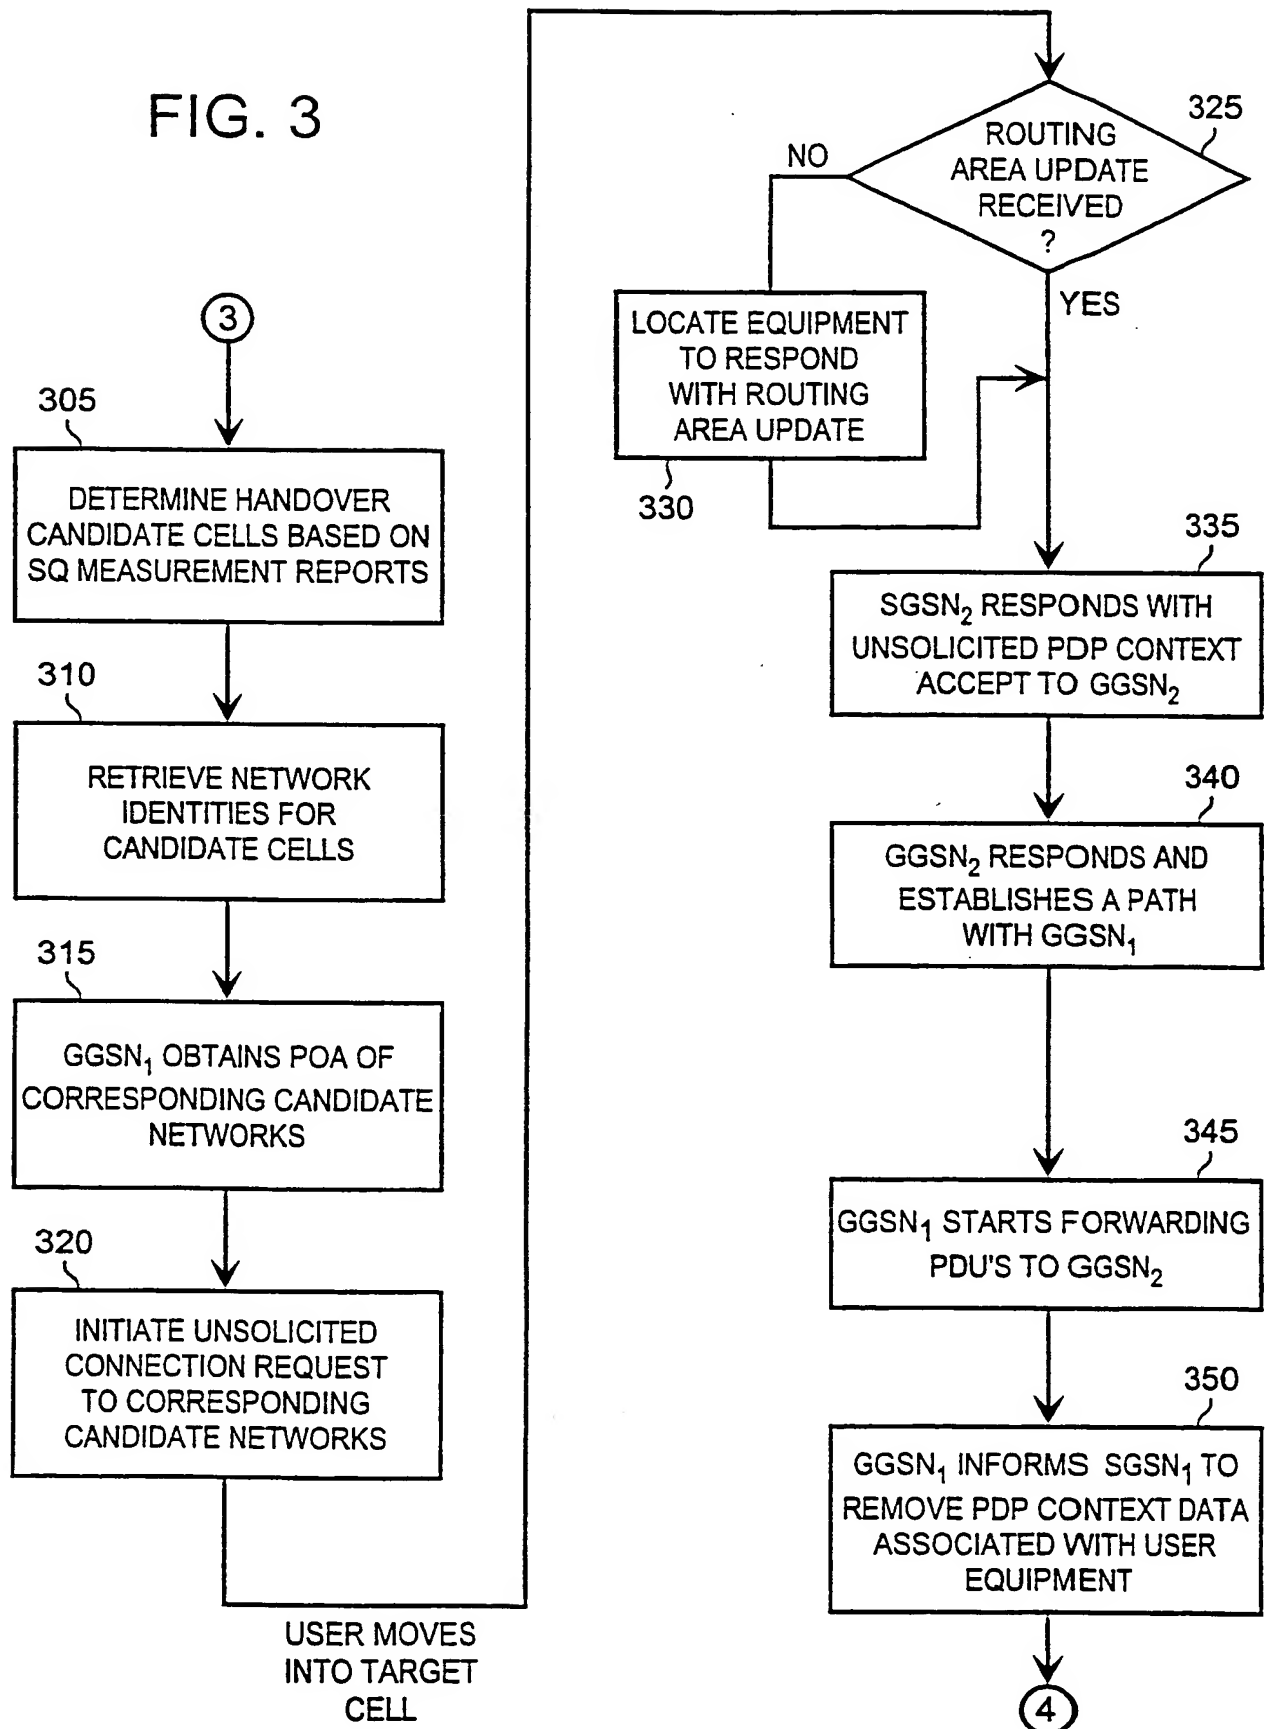 FIG. 3
3
305
DETERMINE HANDOVER
CANDIDATE CELLS BASED ON
SQ MEASUREMENT REPORTS
310
RETRIEVE NETWORK
IDENTITIES FOR
CANDIDATE CELLS
315
GGSN1 OBTAINS POA OF
CORRESPONDING CANDIDATE
NETWORKS
320
INITIATE UNSOLICITED
CONNECTION REQUEST
TO CORRESPONDING
CANDIDATE NETWORKS
USER MOVES
INTO TARGET
CELL
325
ROUTING
AREA UPDATE
RECEIVED
?
NO
YES
LOCATE EQUIPMENT
TO RESPOND
WITH ROUTING
AREA UPDATE
330
335
SGSN2 RESPONDS WITH
UNSOLICITED PDP CONTEXT
ACCEPT TO GGSN2
340
GGSN2 RESPONDS AND
ESTABLISHES A PATH
WITH GGSN1
345
GGSN1 STARTS FORWARDING
PDU'S TO GGSN2
350
GGSN1 INFORMS SGSN1 TO
REMOVE PDP CONTEXT DATA
ASSOCIATED WITH USER
EQUIPMENT
4